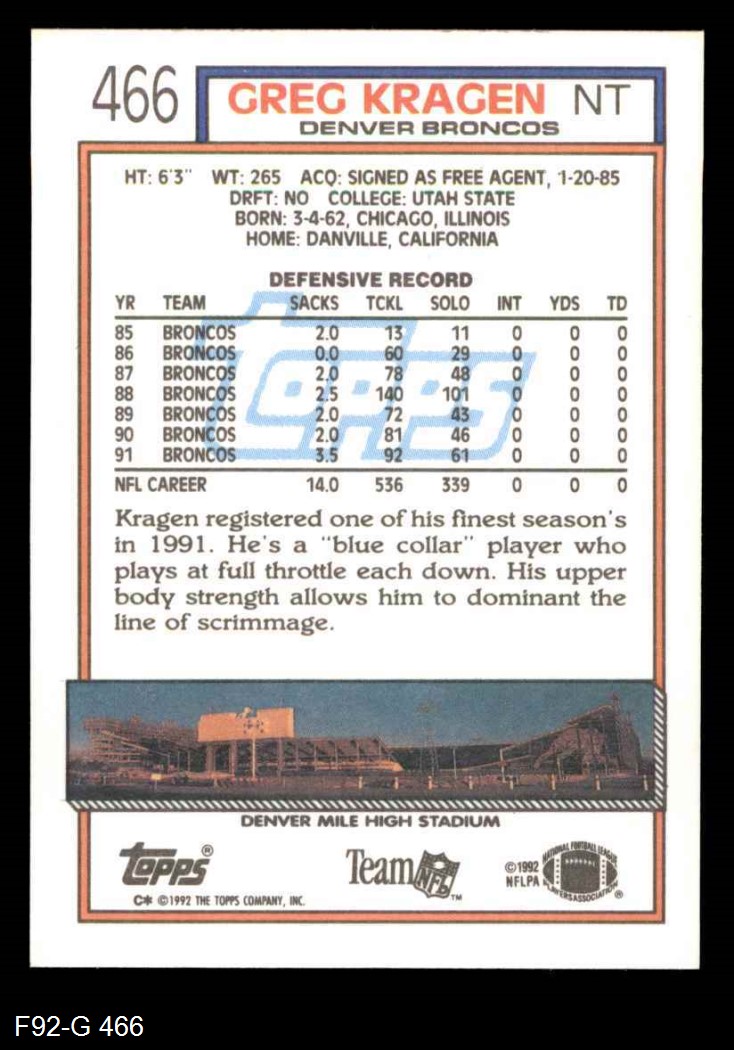 466 GREG KRAGEN NT
DENVER BRONCOS
HT: 6'3" WT: 265 ACQ: SIGNED AS FREE AGENT, 1-20-85
DRFT: NO COLLEGE: UTAH STATE
BORN: 3-4-62, CHICAGO, ILLINOIS
HOME: DANVILLE, CALIFORNIA
DEFENSIVE RECORD
YR TEAM SACKS TCKL SOLO INT YDS TD
85 BRONCOS 2.0 13 11 0 0 0
86 BRONCOS 0.0 60 29 0 0 0
87 BRONCOS 2.0 78 48 0 0 0
88 BRONCOS 2.5 140 101 0 0 0
89 BRONCOS 2.0 72 43 0 0 0
90 BRONCOS 2.0 81 46 0 0 0
91 BRONCOS 3.5 92 61 0 0 0
NFL CAREER 14.0 536 339 0 0 0
topps
Kragen registered one of his finest season's
in 1991. He's a "blue collar" player who
plays at full throttle each down. His upper
body strength allows him to dominant the
line of scrimmage.
DENVER MILE HIGH STADIUM
topps®
Team NFL™
©1992
NFLPA
NATIONAL FOOTBALL LEAGUE
PLAYERS ASSOCIATION ®
C* ©1992 THE TOPPS COMPANY, INC.
F92-G 466